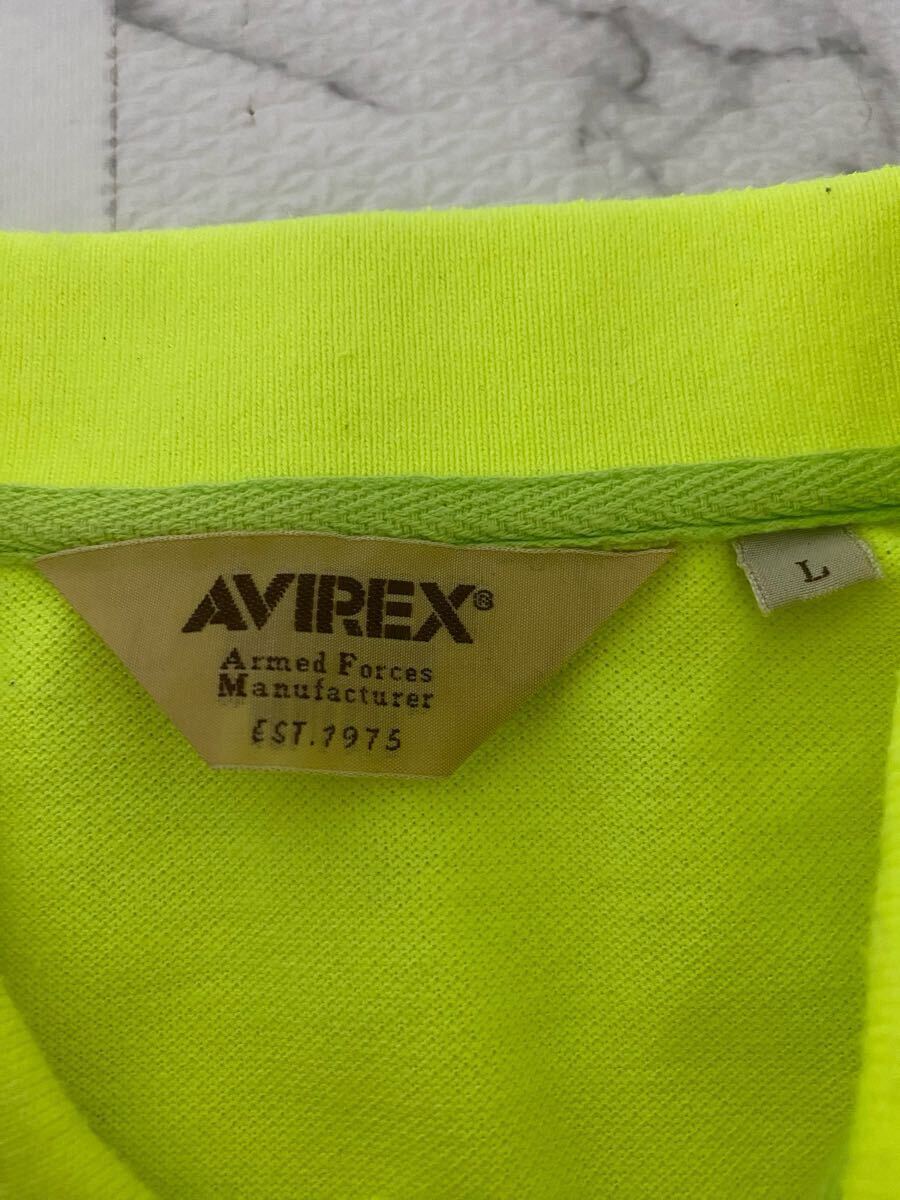 AVIREX®
Armed Forces
Manufacturer
EST.1975
L